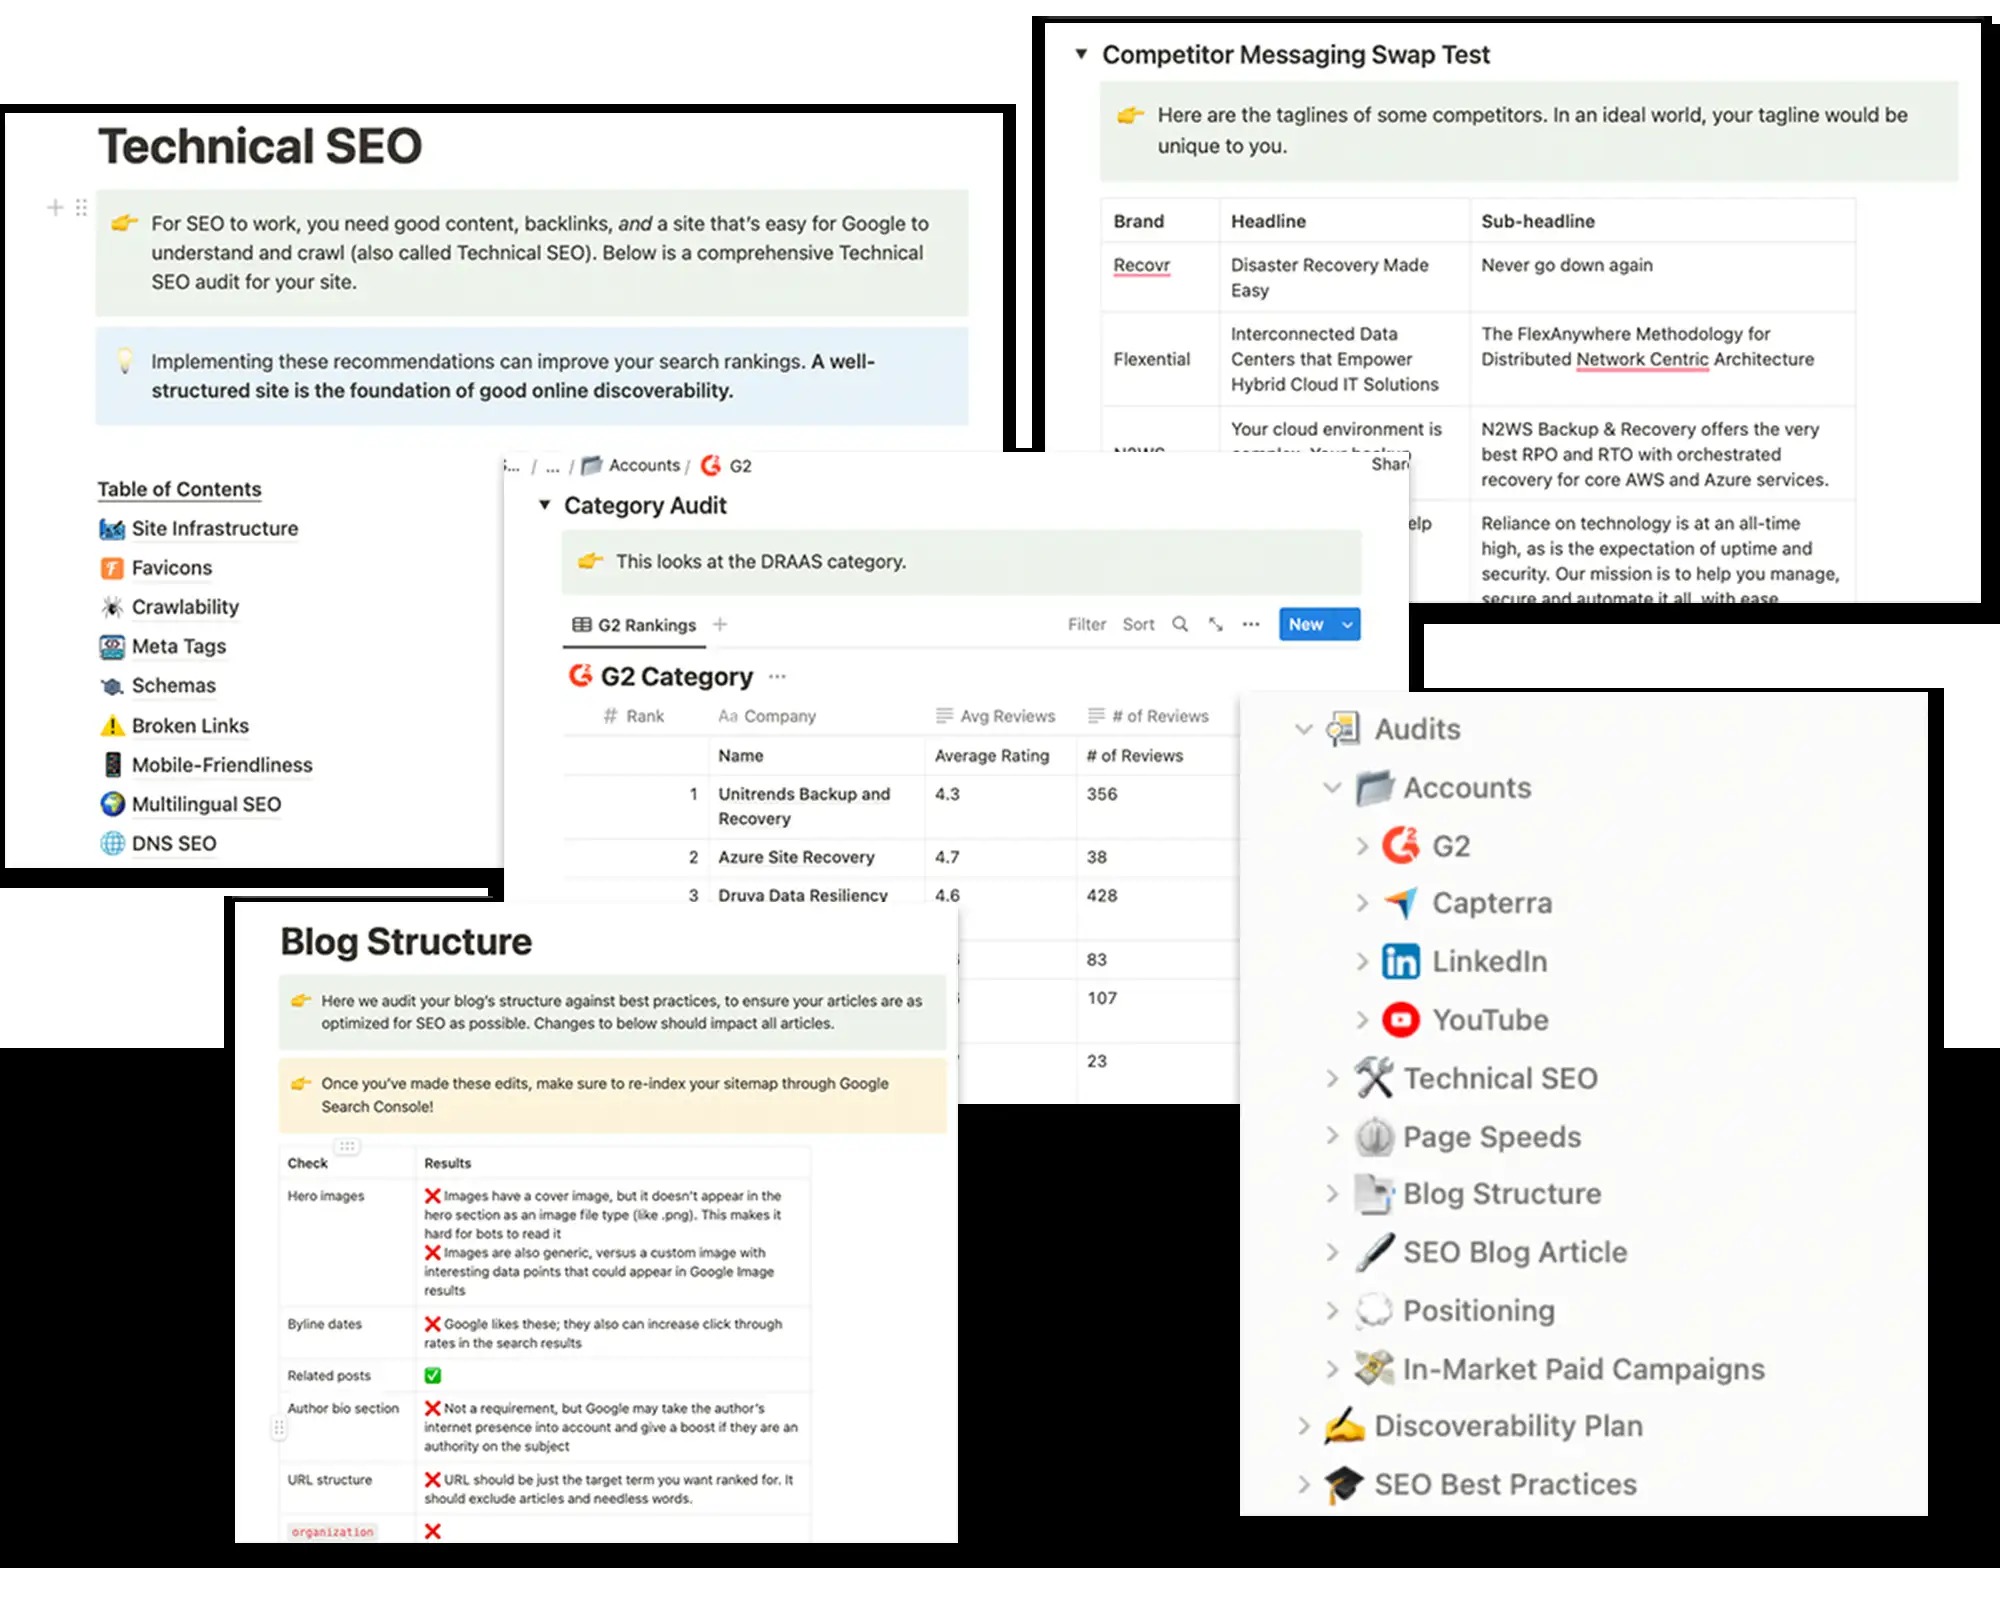 Technical SEO
For SEO to work, you need good content, backlinks, and a site that's easy for Google to
understand and crawl (also called Technical SEO). Below is a comprehensive Technical
SEO audit for your site.
Implementing these recommendations can improve your search rankings. A well-
structured site is the foundation of good online discoverability.
Table of Contents
Site Infrastructure
Favicons
Crawlability
Meta Tags
Schemas
Broken Links
Mobile-Friendliness
Multilingual SEO
DNS SEO
Competitor Messaging Swap Test
Here are the taglines of some competitors. In an ideal world, your tagline would be
unique to you.
Brand Headline Sub-headline
Recovr Disaster Recovery Made Never go down again
Easy
Interconnected Data The FlexAnywhere Methodology for
Flexential Centers that Empower Distributed Network Centric Architecture
Hybrid Cloud IT Solutions
Your cloud environment is N2WS Backup & Recovery offers the very
best RPO and RTO with orchestrated
recovery for core AWS and Azure services.
Reliance on technology is at an all-time
high, as is the expectation of uptime and
security. Our mission is to help you manage,
secure and automate it all, with ease
... / ... / Accounts / G2
Category Audit
This looks at the DRAAS category.
G2 Rankings Filter Sort New
G2 Category
# Rank Aa Company Avg Reviews # of Reviews
Name Average Rating # of Reviews
1 Unitrends Backup and 4.3 356
Recovery
2 Azure Site Recovery 4.7 38
3 Druva Data Resiliency 4.6 428
83
107
23
Blog Structure
Here we audit your blog's structure against best practices, to ensure your articles are as
optimized for SEO as possible. Changes to below should impact all articles.
Once you've made these edits, make sure to re-index your sitemap through Google
Search Console!
Check Results
Hero images ❌ Images have a cover image, but it doesn't appear in the
hero section as an image file type (like .png). This makes it
hard for bots to read it
❌ Images are also generic, versus a custom image with
interesting data points that could appear in Google Image
results
Byline dates ❌ Google likes these; they also can increase click through
rates in the search results
Related posts ✅
Author bio section ❌ Not a requirement, but Google may take the author's
internet presence into account and give a boost if they are an
authority on the subject
URL structure ❌ URL should be just the target term you want ranked for. It
should exclude articles and needless words.
organization ❌
Audits
Accounts
G2
Capterra
LinkedIn
YouTube
Technical SEO
Page Speeds
Blog Structure
SEO Blog Article
Positioning
In-Market Paid Campaigns
Discoverability Plan
SEO Best Practices